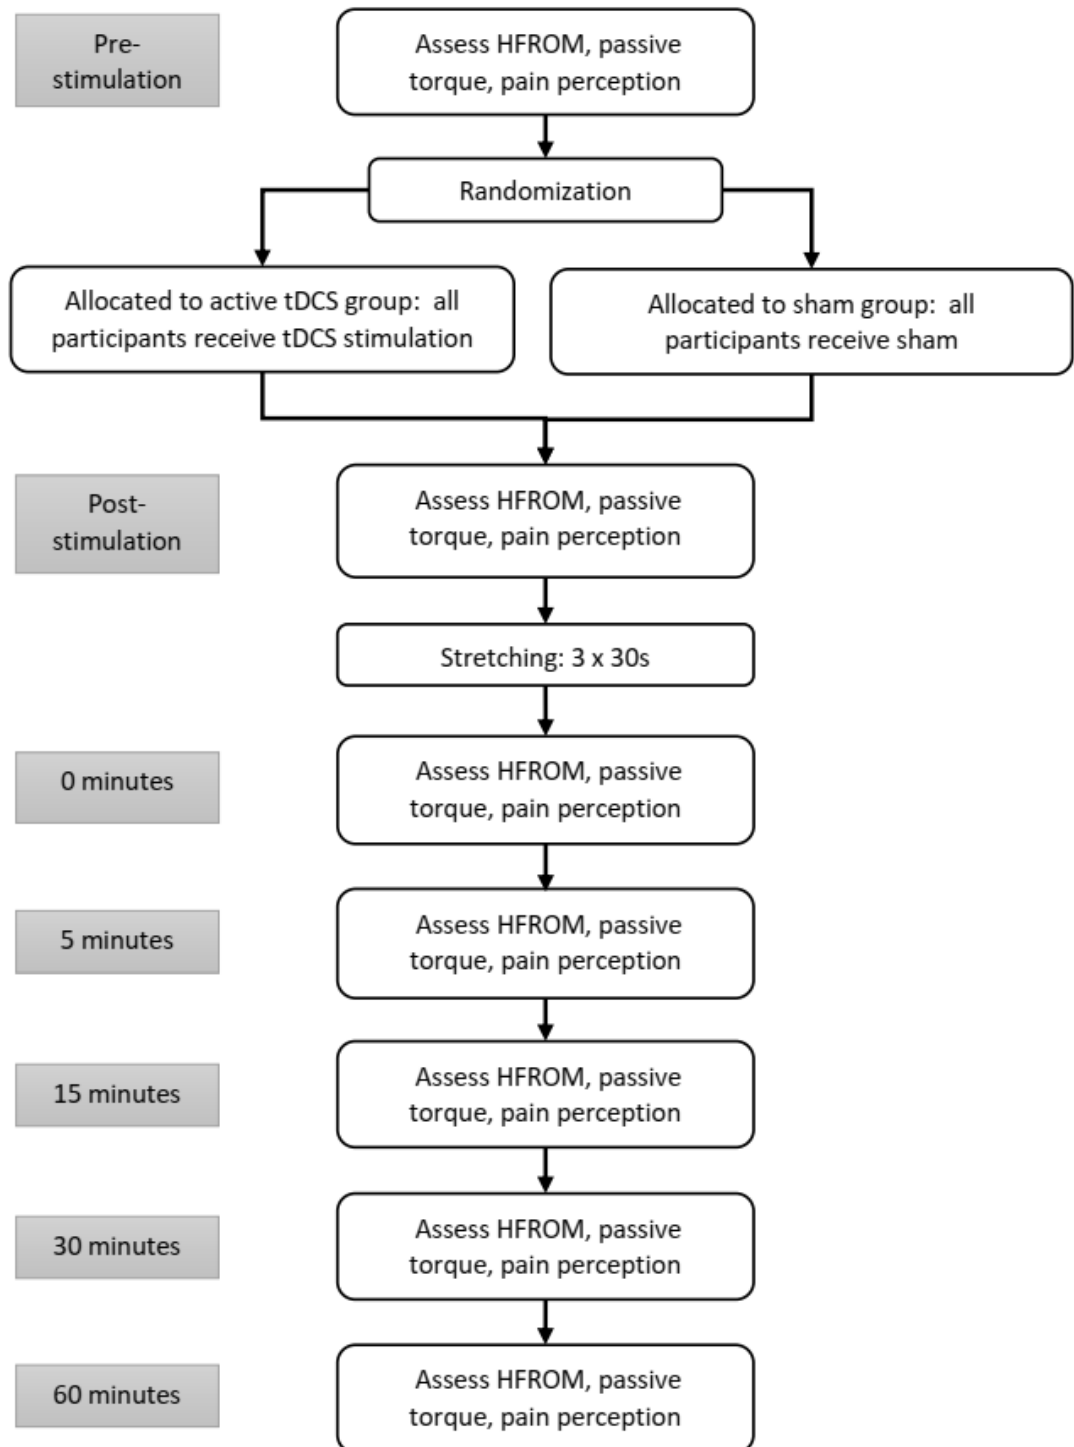 Pre-
stimulation
Assess HFROM, passive
torque, pain perception
Randomization
Allocated to active tDCS group:  all
participants receive tDCS stimulation
Allocated to sham group:  all
participants receive sham
Post-
stimulation
Assess HFROM, passive
torque, pain perception
Stretching: 3 x 30s
0 minutes
Assess HFROM, passive
torque, pain perception
5 minutes
Assess HFROM, passive
torque, pain perception
15 minutes
Assess HFROM, passive
torque, pain perception
30 minutes
Assess HFROM, passive
torque, pain perception
60 minutes
Assess HFROM, passive
torque, pain perception